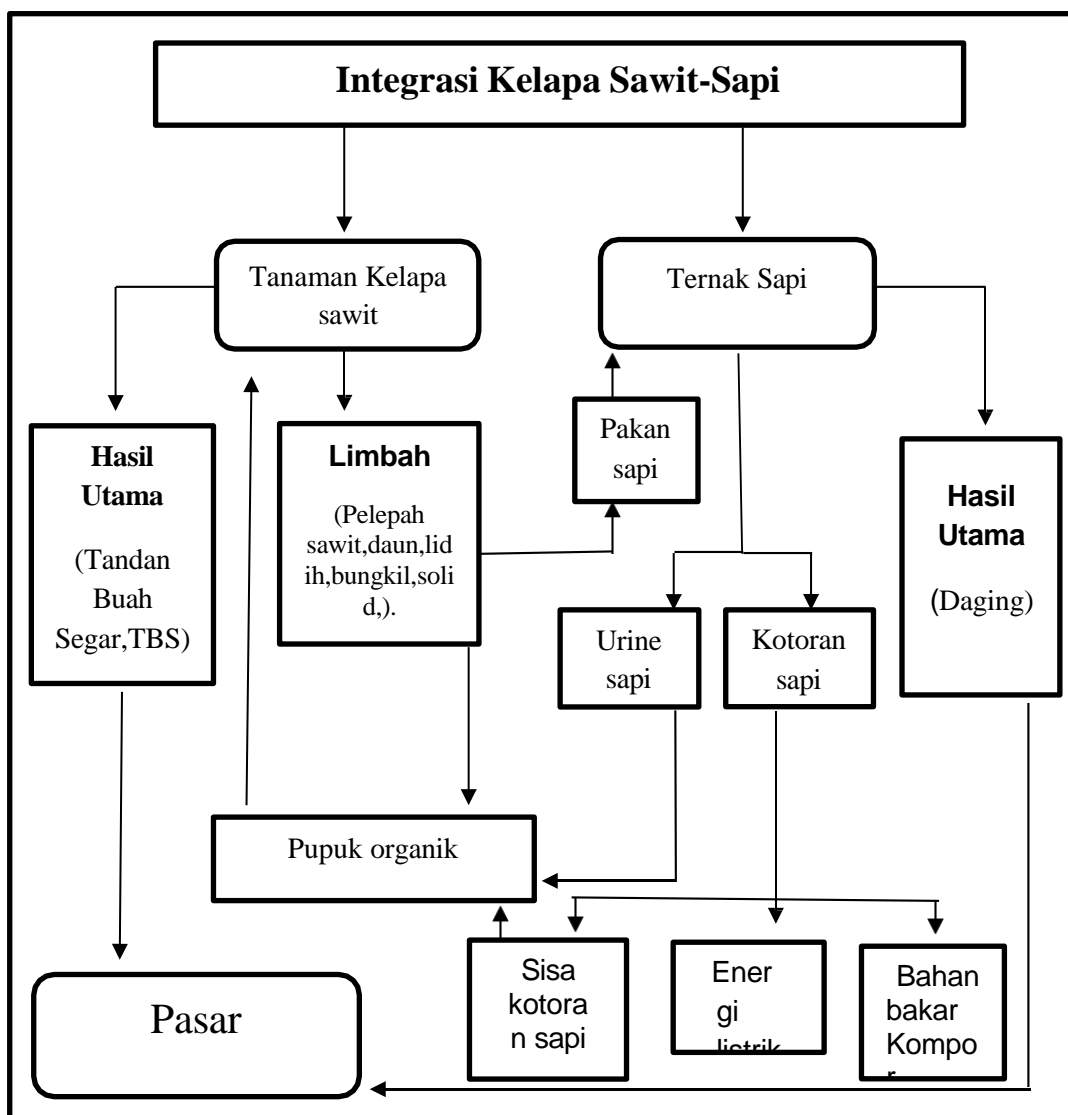 Integrasi Kelapa Sawit-Sapi
Tanaman Kelapa
sawit
Ternak Sapi
Hasil
Utama
(Tandan
Buah
Segar,TBS)
Limbah
(Pelepah
sawit,daun,lid
ih,bungkil,soli
d,).
Pakan
sapi
Hasil
Utama
(Daging)
Urine
sapi
Kotoran
sapi
Pupuk organik
Sisa
kotora
n sapi
Ener
gi
listrik
Bahan
bakar
Kompo
r
Pasar